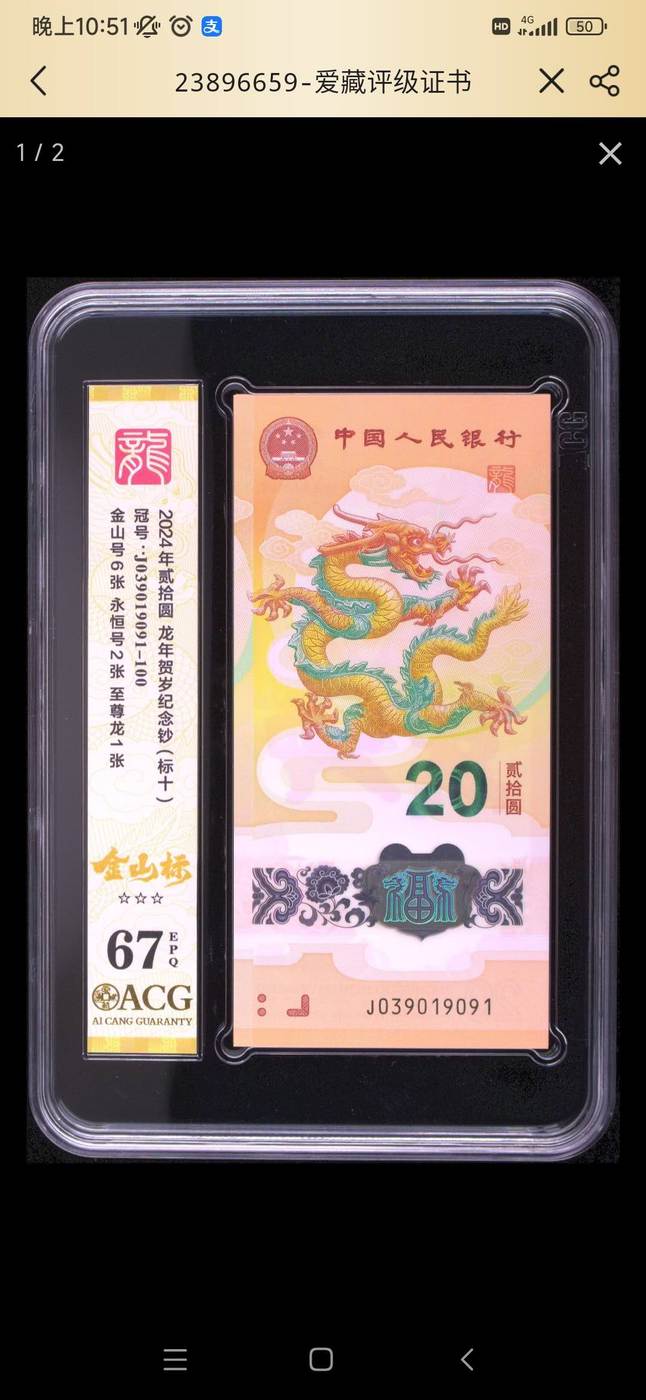 晚上10:51
HD 4G 50
23896659-爱藏评级证书
1 / 2
龍
2024年贰拾圆 龙年贺岁纪念钞(标十)
冠号:J039019091-100
金山号6张 永恒号2张 至尊龙1张
金山标
☆☆☆
67 EPQ
ACG
AI CANG GUARANTY
中国人民银行
龍
20 贰拾圆
福
J039019091